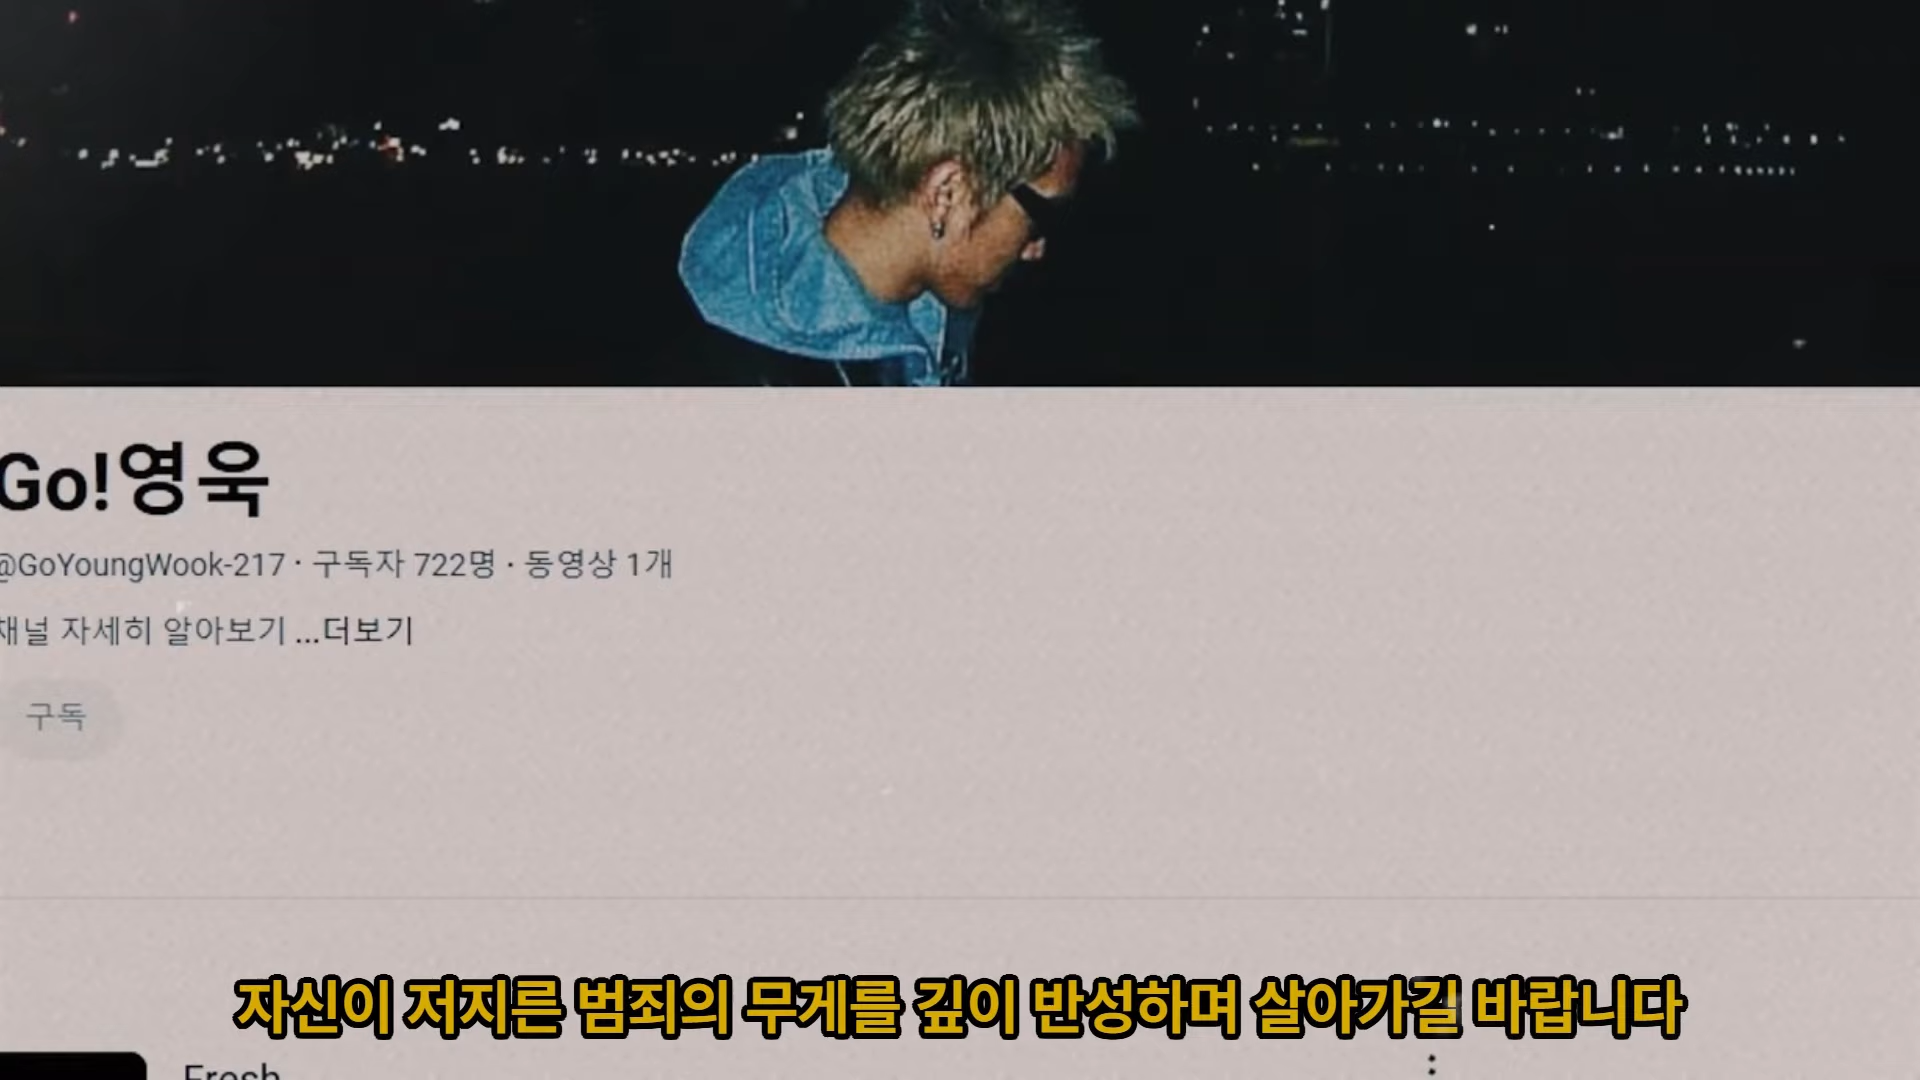 Go!영욱
@GoYoungWook-217 · 구독자 722명 · 동영상 1개
채널 자세히 알아보기 ...더보기
구독
자신이 저지른 범죄의 무게를 깊이 반성하며 살아가길 바랍니다
Fresh